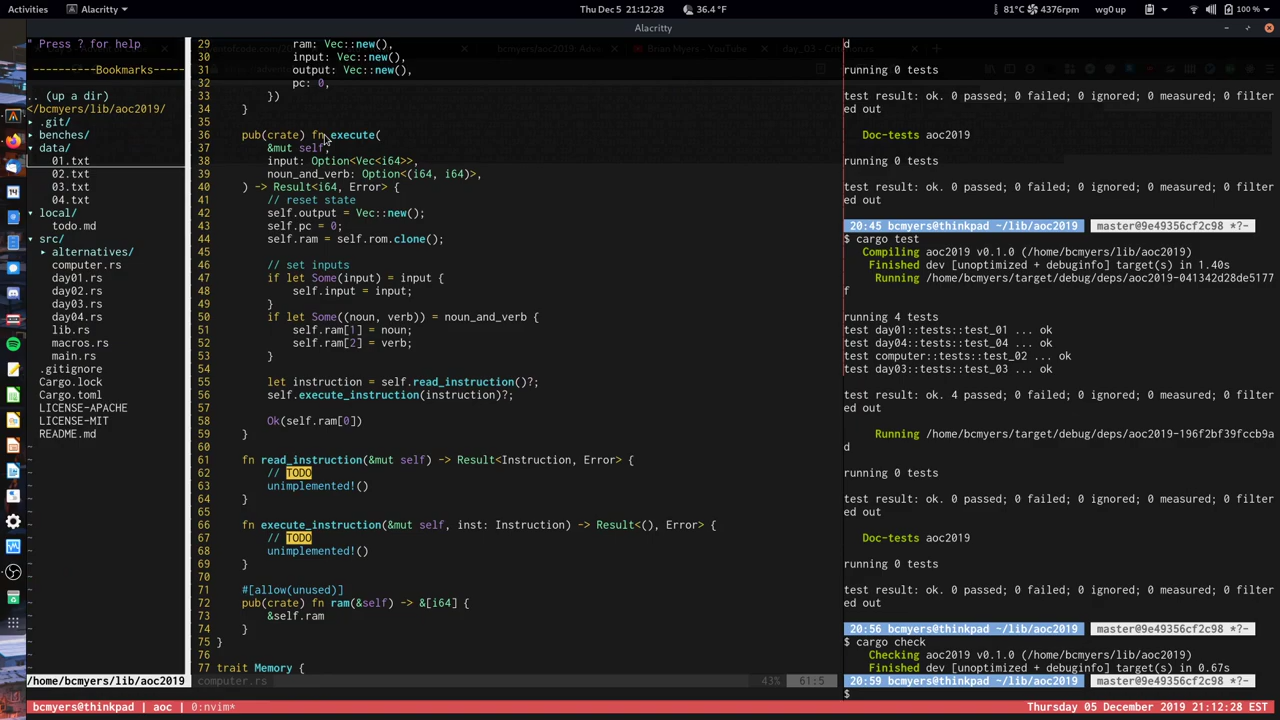 Activities
Alacritty
Thu Dec 5 21:12:28
36.4 °F
81°C
4376rpm
wg0 up
100 %
Alacritty
" Press ? for help
----------Bookmarks-----
.. (up a dir)
</bcmyers/lib/aoc2019/
▸ .git/
▸ benches/
▾ data/
01.txt
02.txt
03.txt
04.txt
▾ local/
todo.md
▾ src/
▸ alternatives/
computer.rs
day01.rs
day02.rs
day03.rs
day04.rs
lib.rs
macros.rs
main.rs
.gitignore
Cargo.lock
Cargo.toml
LICENSE-APACHE
LICENSE-MIT
README.md
/home/bcmyers/lib/aoc2019
29 ram: Vec::new(),
30 input: Vec::new(),
31 output: Vec::new(),
32 pc: 0,
33 })
34 }
35
36 pub(crate) fn execute(
37 &mut self,
38 input: Option<Vec<i64>>,
39 noun_and_verb: Option<(i64, i64)>,
40 ) -> Result<i64, Error> {
41 // reset state
42 self.output = Vec::new();
43 self.pc = 0;
44 self.ram = self.rom.clone();
45
46 // set inputs
47 if let Some(input) = input {
48 self.input = input;
49 }
50 if let Some((noun, verb)) = noun_and_verb {
51 self.ram[1] = noun;
52 self.ram[2] = verb;
53 }
54
55 let instruction = self.read_instruction()?;
56 self.execute_instruction(instruction)?;
57
58 Ok(self.ram[0])
59 }
60
61 fn read_instruction(&mut self) -> Result<Instruction, Error> {
62 // TODO
63 unimplemented!()
64 }
65
66 fn execute_instruction(&mut self, inst: Instruction) -> Result<(), Error> {
67 // TODO
68 unimplemented!()
69 }
70
71 #[allow(unused)]
72 pub(crate) fn ram(&self) -> &[i64] {
73 &self.ram
74 }
75 }
76
77 trait Memory {
computer.rs 43% 61:5
d
running 0 tests
test result: ok. 0 passed; 0 failed; 0 ignored; 0 measured; 0 filter
ed out
Doc-tests aoc2019
running 0 tests
test result: ok. 0 passed; 0 failed; 0 ignored; 0 measured; 0 filter
ed out
20:45 bcmyers@thinkpad ~/lib/aoc2019 master@9e49356cf2c98 *?~
$ cargo test
Compiling aoc2019 v0.1.0 (/home/bcmyers/lib/aoc2019)
Finished dev [unoptimized + debuginfo] target(s) in 1.40s
Running /home/bcmyers/target/debug/deps/aoc2019-041342d28de5177
f
running 4 tests
test day01::tests::test_01 ... ok
test day04::tests::test_04 ... ok
test computer::tests::test_02 ... ok
test day03::tests::test_03 ... ok
test result: ok. 4 passed; 0 failed; 0 ignored; 0 measured; 0 filter
ed out
Running /home/bcmyers/target/debug/deps/aoc2019-196f2bf39fccb9a
d
running 0 tests
test result: ok. 0 passed; 0 failed; 0 ignored; 0 measured; 0 filter
ed out
Doc-tests aoc2019
running 0 tests
test result: ok. 0 passed; 0 failed; 0 ignored; 0 measured; 0 filter
ed out
20:56 bcmyers@thinkpad ~/lib/aoc2019 master@9e49356cf2c98 *?~
$ cargo check
Checking aoc2019 v0.1.0 (/home/bcmyers/lib/aoc2019)
Finished dev [unoptimized + debuginfo] target(s) in 0.67s
20:59 bcmyers@thinkpad ~/lib/aoc2019 master@9e49356cf2c98 *?~
$
bcmyers@thinkpad | aoc | 0:nvim*
Thursday 05 December 2019 21:12:28 EST